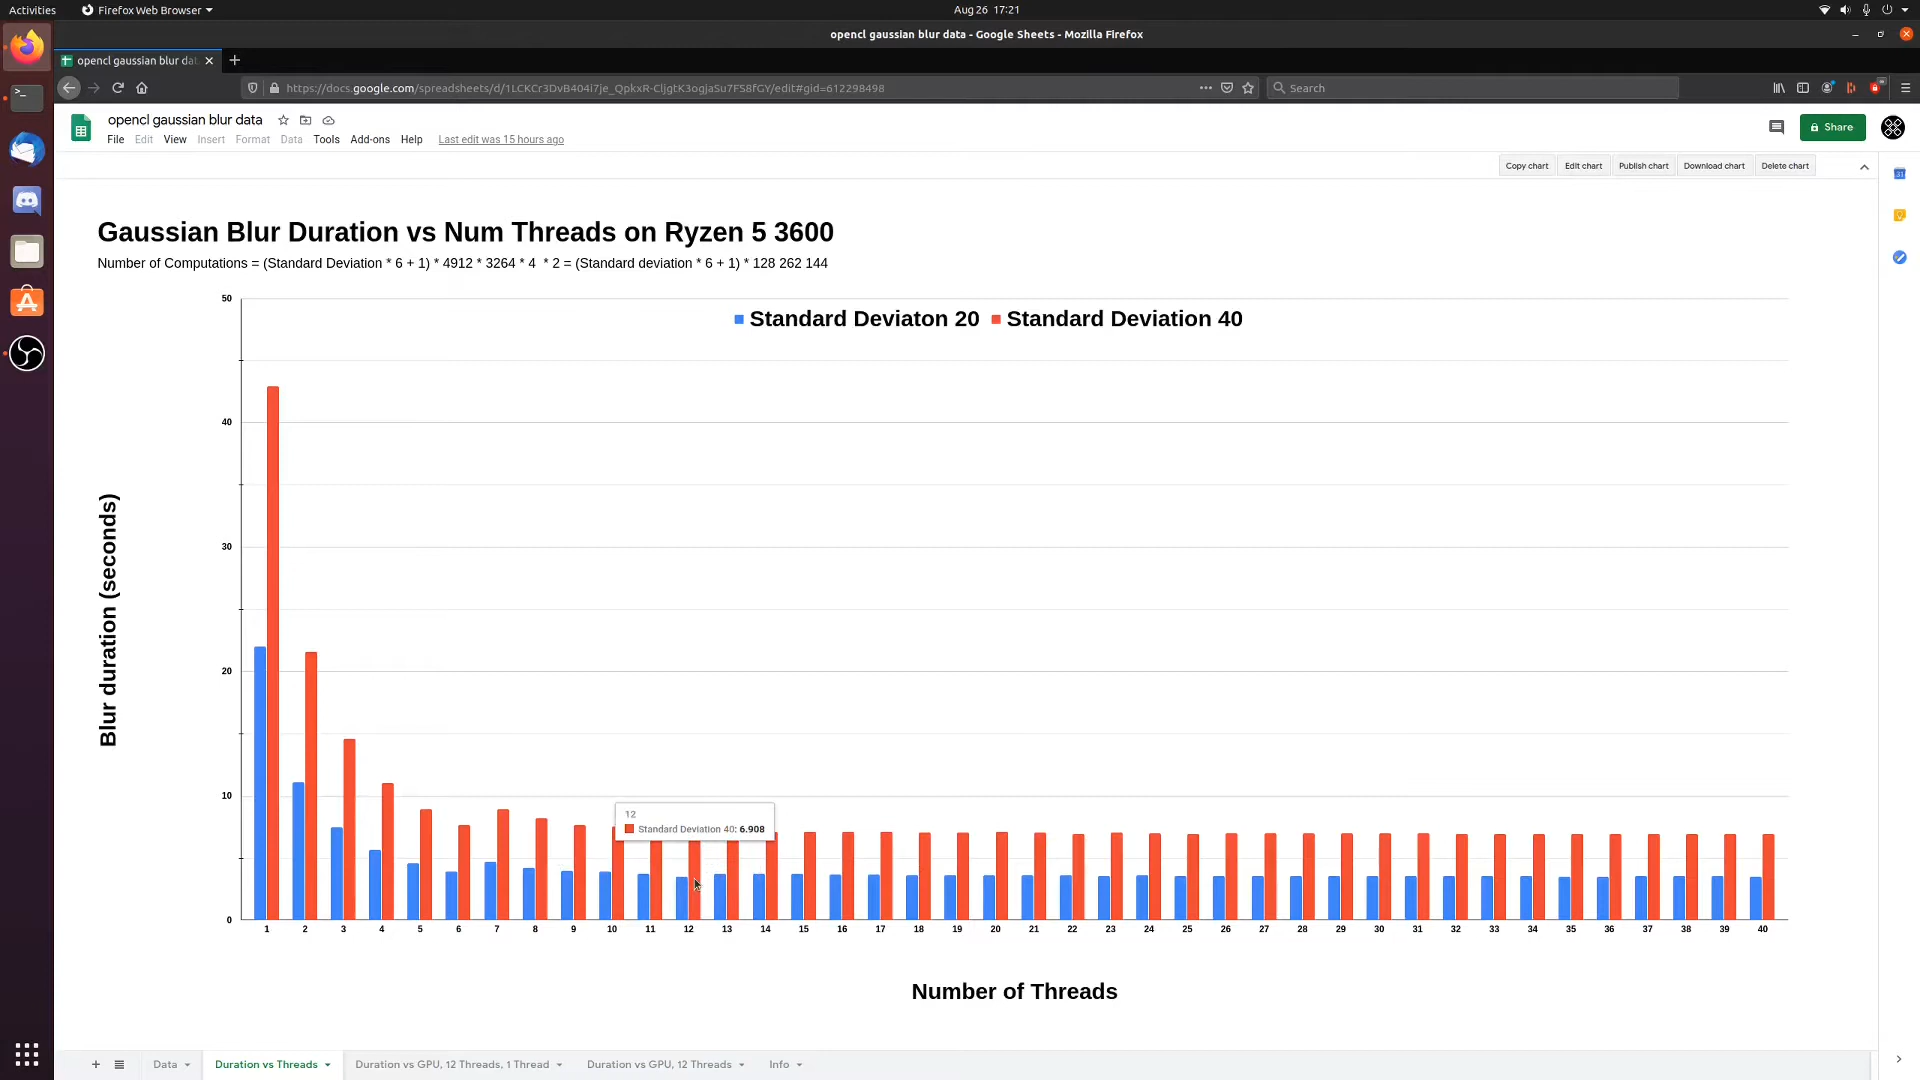 Activities
Firefox Web Browser
Aug 26 17:21
opencl gaussian blur data - Google Sheets - Mozilla Firefox
opencl gaussian blur dat
https://docs.google.com/spreadsheets/d/1LCKCr3DvB404i7je_QpkxR-CljgtK3ogjaSu7FS8fGY/edit#gid=612298498
Search
opencl gaussian blur data
File Edit View Insert Format Data Tools Add-ons Help Last edit was 15 hours ago
Share
Copy chart Edit chart Publish chart Download chart Delete chart
31
Gaussian Blur Duration vs Num Threads on Ryzen 5 3600
Number of Computations = (Standard Deviation * 6 + 1) * 4912 * 3264 * 4 * 2 = (Standard deviation * 6 + 1) * 128 262 144
Standard Deviaton 20 Standard Deviation 40
Blur duration (seconds)
50
40
30
20
10
0
12
Standard Deviation 40: 6.908
1 2 3 4 5 6 7 8 9 10 11 12 13 14 15 16 17 18 19 20 21 22 23 24 25 26 27 28 29 30 31 32 33 34 35 36 37 38 39 40
Number of Threads
Data Duration vs Threads Duration vs GPU, 12 Threads, 1 Thread Duration vs GPU, 12 Threads Info